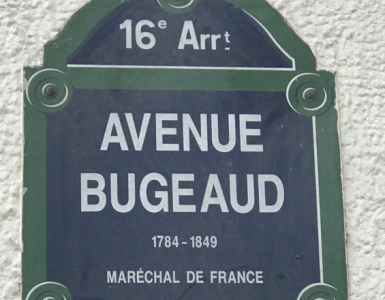 16e Arrt
AVENUE
BUGEAUD
1784 - 1849
MARÉCHAL DE FRANCE